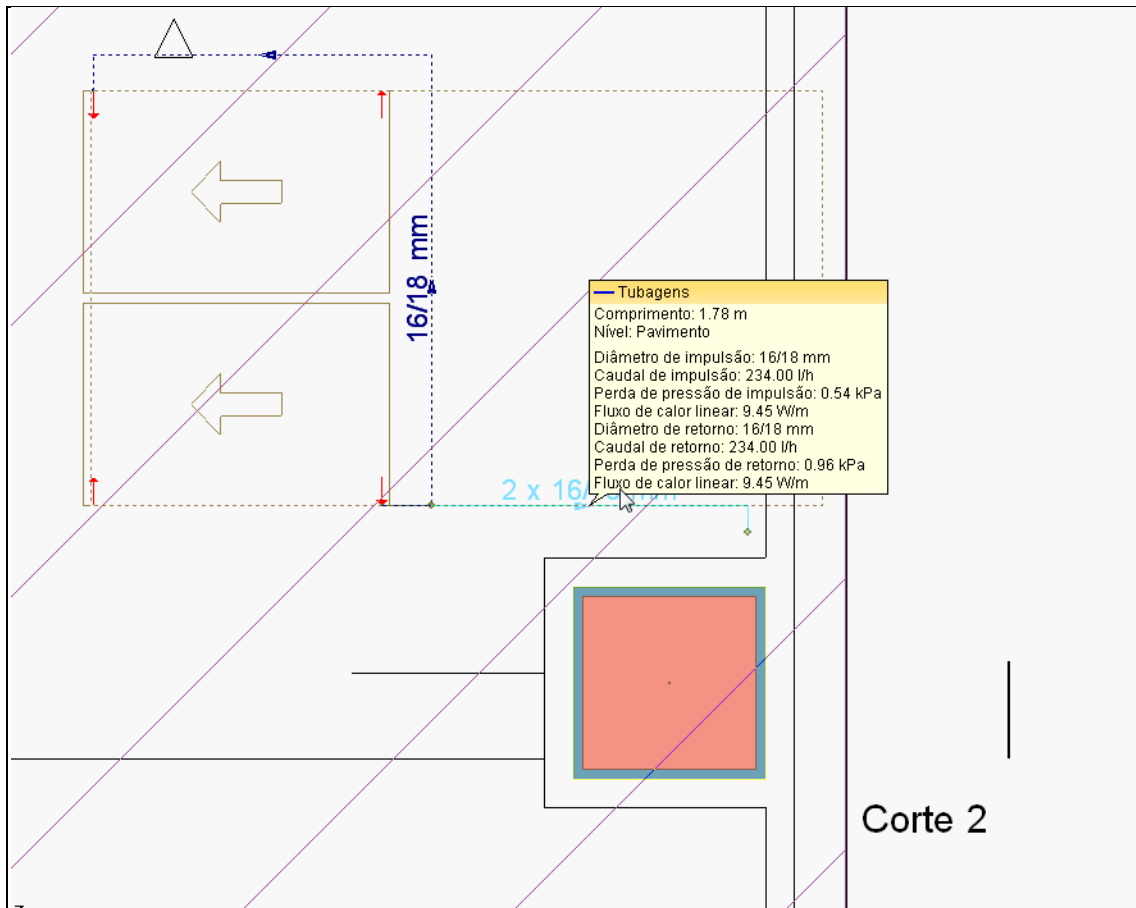 16/18 mm
Tubagens
Comprimento: 1.78 m
Nível: Pavimento
Diâmetro de impulsão: 16/18 mm
Caudal de impulsão: 234.00 l/h
Perda de pressão de impulsão: 0.54 kPa
Fluxo de calor linear: 9.45 W/m
Diâmetro de retorno: 16/18 mm
Caudal de retorno: 234.00 l/h
Perda de pressão de retorno: 0.96 kPa
Fluxo de calor linear: 9.45 W/m
2 x 16/
Corte 2